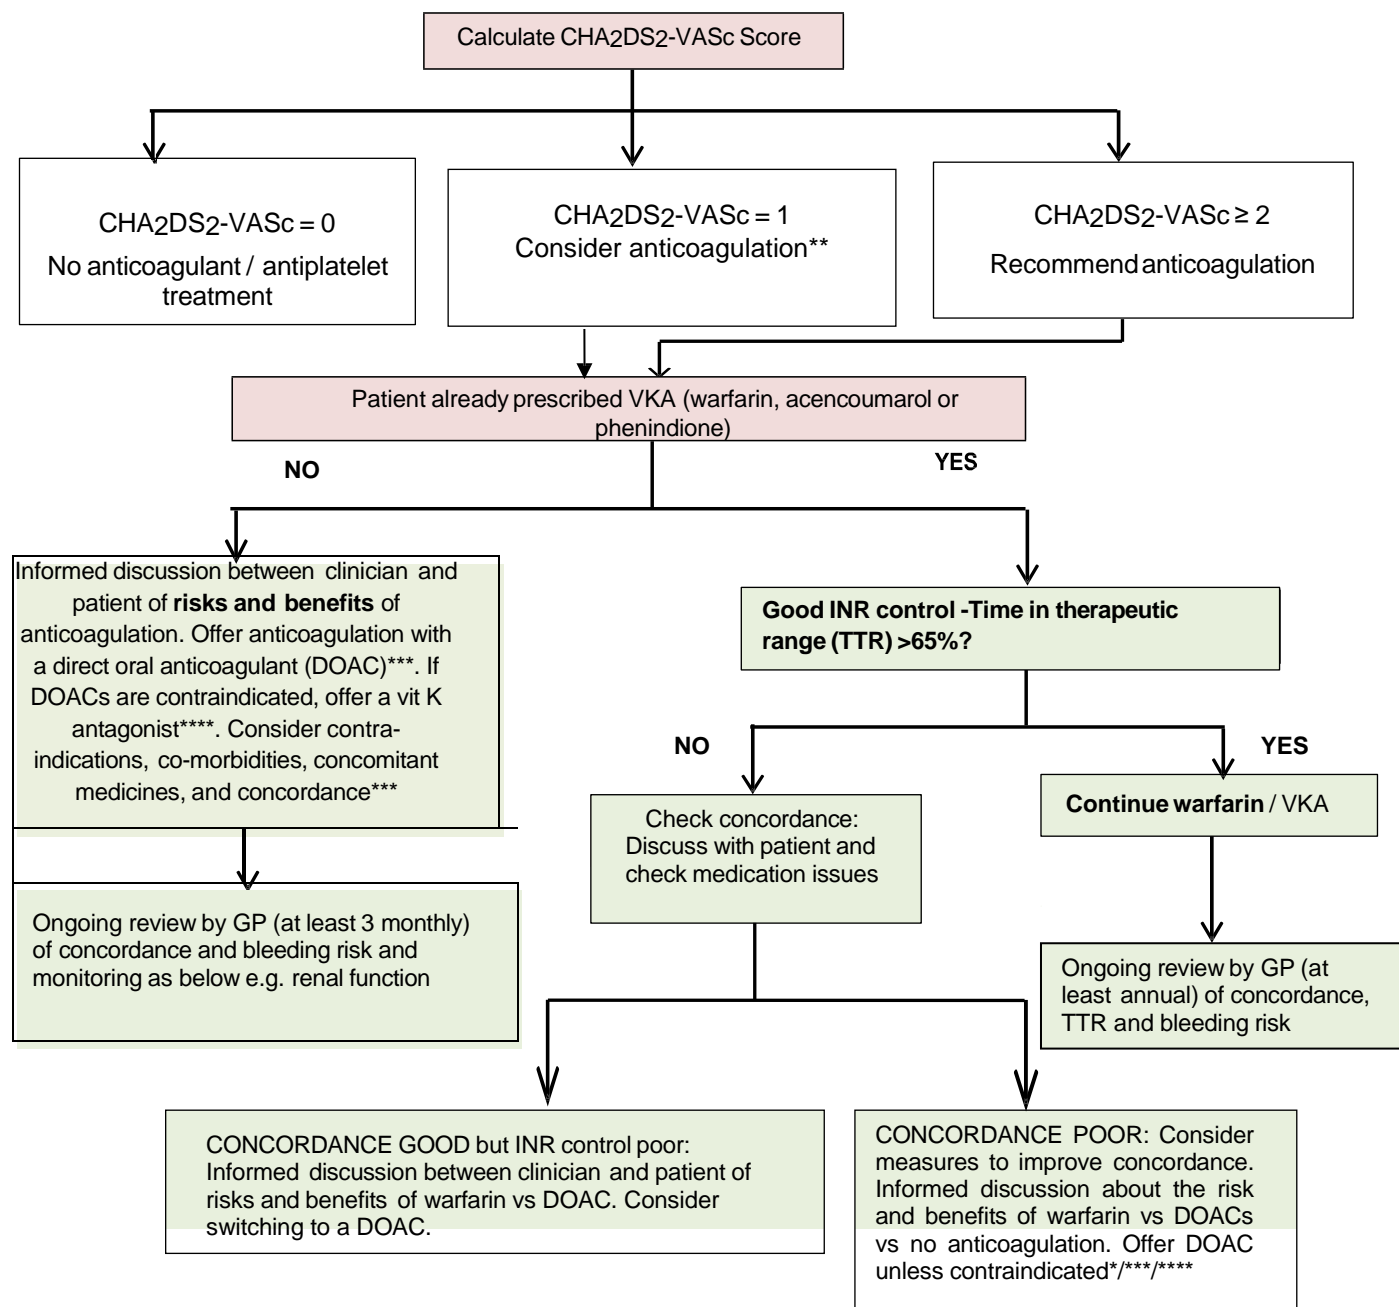 Calculate CHA2DS2-VASc Score
CHA2DS2-VASc = 0
No anticoagulant / antiplatelet
treatment
CHA2DS2-VASc = 1
Consider anticoagulation**
CHA2DS2-VASc ≥ 2
Recommend anticoagulation
Patient already prescribed VKA (warfarin, acencoumarol or
phenindione)
NO
YES
Informed discussion between clinician and
patient of risks and benefits of
anticoagulation. Offer anticoagulation with
a direct oral anticoagulant (DOAC)***. If
DOACs are contraindicated, offer a vit K
antagonist****. Consider contra-
indications, co-morbidities, concomitant
medicines, and concordance***
Good INR control -Time in therapeutic
range (TTR) >65%?
NO
YES
Check concordance:
Discuss with patient and
check medication issues
Continue warfarin / VKA
Ongoing review by GP (at least 3 monthly)
of concordance and bleeding risk and
monitoring as below e.g. renal function
Ongoing review by GP (at
least annual) of concordance,
TTR and bleeding risk
CONCORDANCE GOOD but INR control poor:
Informed discussion between clinician and patient of
risks and benefits of warfarin vs DOAC. Consider
switching to a DOAC.
CONCORDANCE POOR: Consider
measures to improve concordance.
Informed discussion about the risk
and benefits of warfarin vs DOACs
vs no anticoagulation. Offer DOAC
unless contraindicated*/***/****